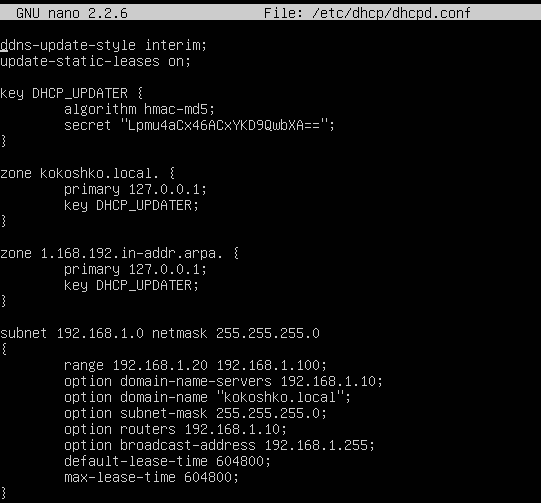 GNU nano 2.2.6 File: /etc/dhcp/dhcpd.conf
ddns-update-style interim;
update-static-leases on;
key DHCP_UPDATER {
algorithm hmac-md5;
secret "Lpmu4aCx46ACxYKD9QwbXA==";
}
zone kokoshko.local. {
primary 127.0.0.1;
key DHCP_UPDATER;
}
zone 1.168.192.in-addr.arpa. {
primary 127.0.0.1;
key DHCP_UPDATER;
}
subnet 192.168.1.0 netmask 255.255.255.0
{
range 192.168.1.20 192.168.1.100;
option domain-name-servers 192.168.1.10;
option domain-name "kokoshko.local";
option subnet-mask 255.255.255.0;
option routers 192.168.1.10;
option broadcast-address 192.168.1.255;
default-lease-time 604800;
max-lease-time 604800;
}